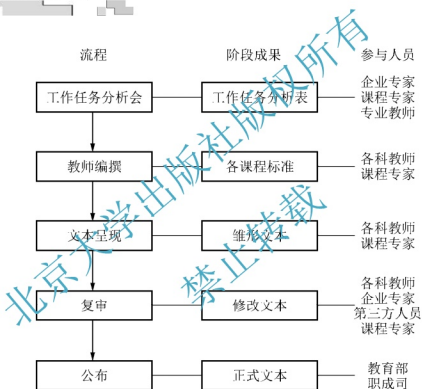 流程 阶段成果 参与人员
工作任务分析会 工作任务分析表 企业专家
课程专家
专业教师
教师编撰 各课程标准 各科教师
课程专家
文本呈现 雏形文本 各科教师
课程专家
复审 修改文本 各科教师
企业专家
第三方人员
课程专家
公布 正式文本 教育部
职成司
北京大学出版社版权所有
禁止转载